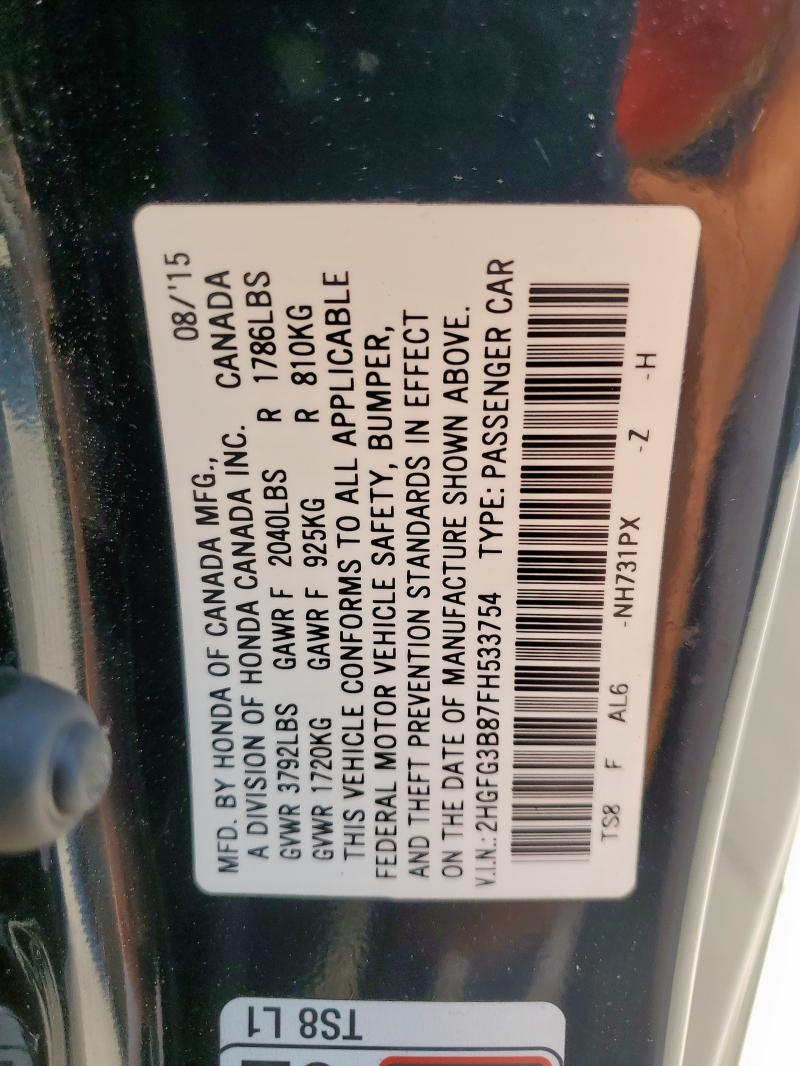 MFD. BY HONDA OF CANADA MFG., 08/'15
A DIVISION OF HONDA CANADA INC. CANADA
GVWR 3792LBS GAWR F 2040LBS R 1786LBS
GVWR 1720KG GAWR F 925KG R 810KG
THIS VEHICLE CONFORMS TO ALL APPLICABLE
FEDERAL MOTOR VEHICLE SAFETY, BUMPER,
AND THEFT PREVENTION STANDARDS IN EFFECT
ON THE DATE OF MANUFACTURE SHOWN ABOVE.
V.I.N.: 2HGFG3B87FH533754 TYPE: PASSENGER CAR
TS8 F AL6 -NH731PX -Z -H
TS8 L1